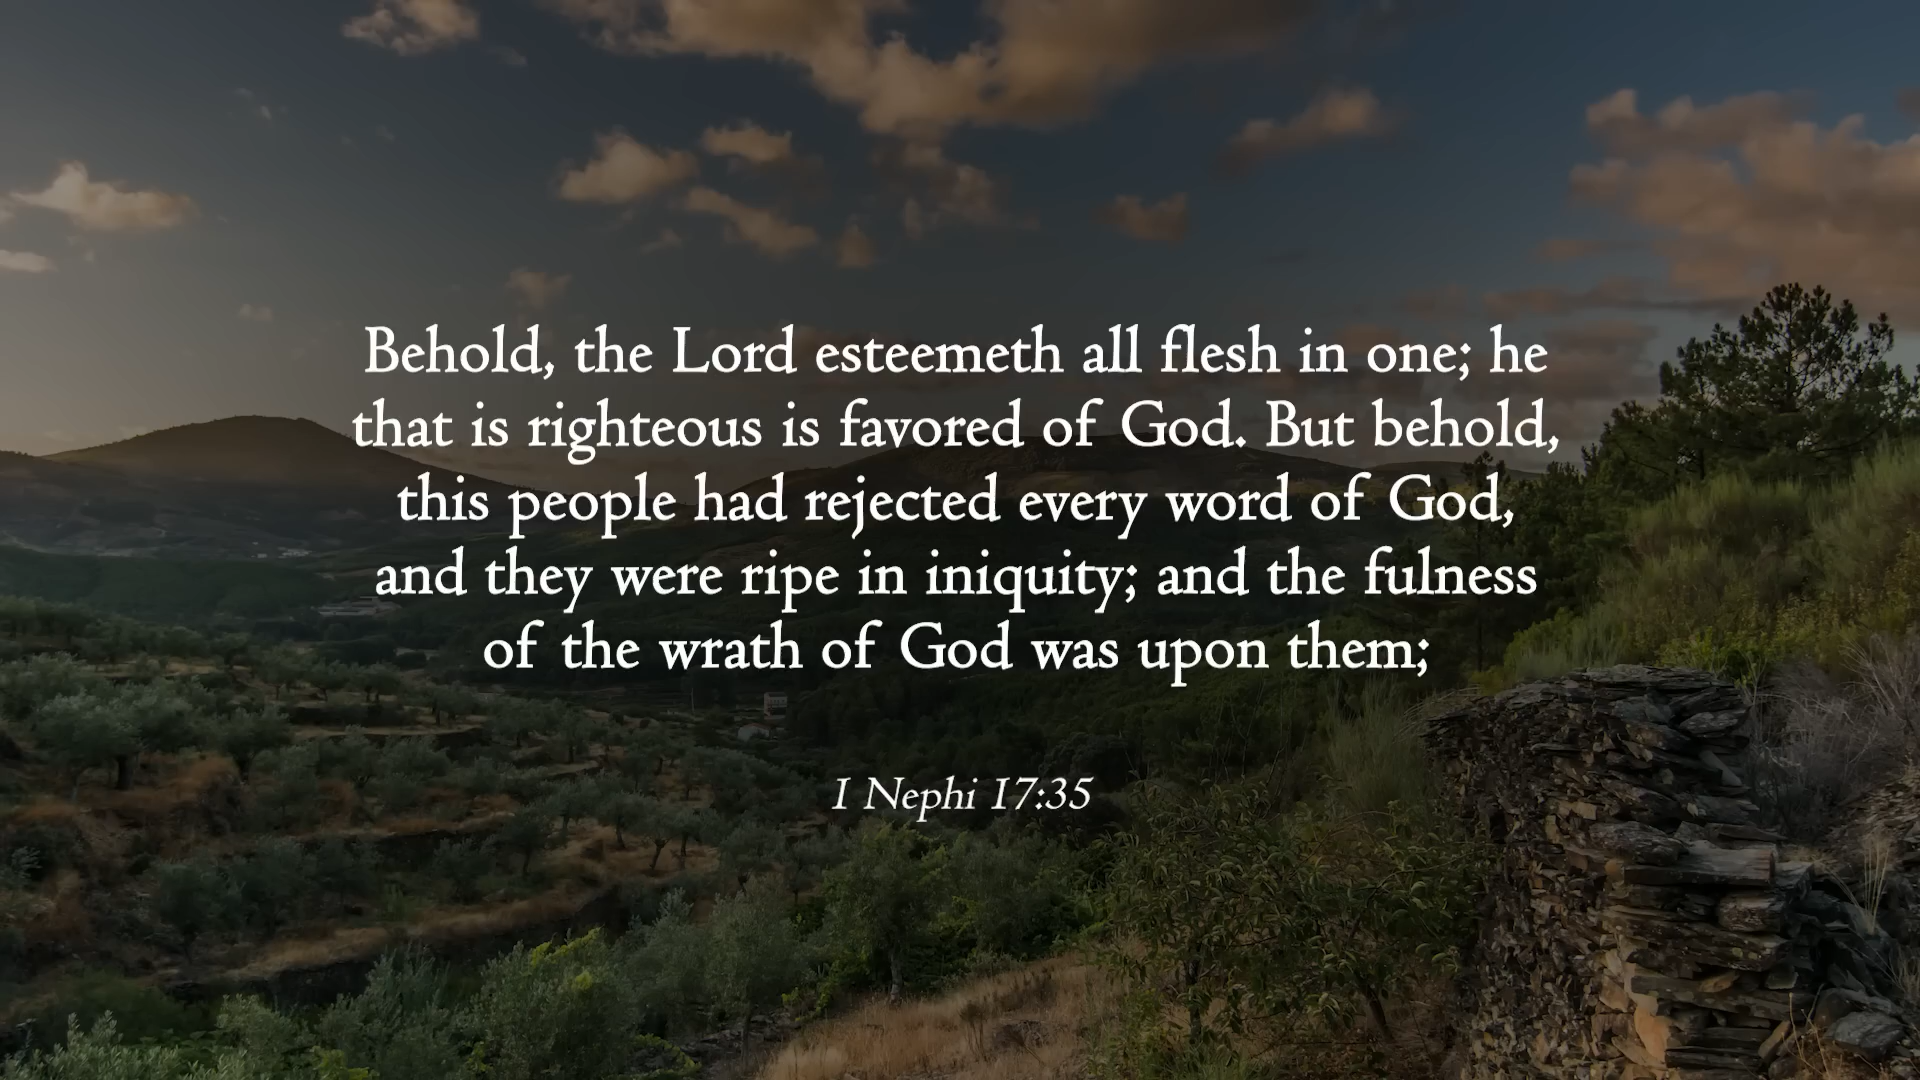 Behold, the Lord esteemeth all flesh in one; he
that is righteous is favored of God. But behold,
this people had rejected every word of God,
and they were ripe in iniquity; and the fulness
of the wrath of God was upon them;
1 Nephi 17:35